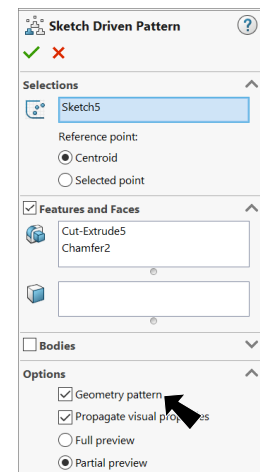 Sketch Driven Pattern
?
Selections
Sketch5
Reference point:
Centroid
Selected point
Features and Faces
Cut-Extrude5
Chamfer2
Bodies
Options
Geometry pattern
Propagate visual
Full preview
Partial preview